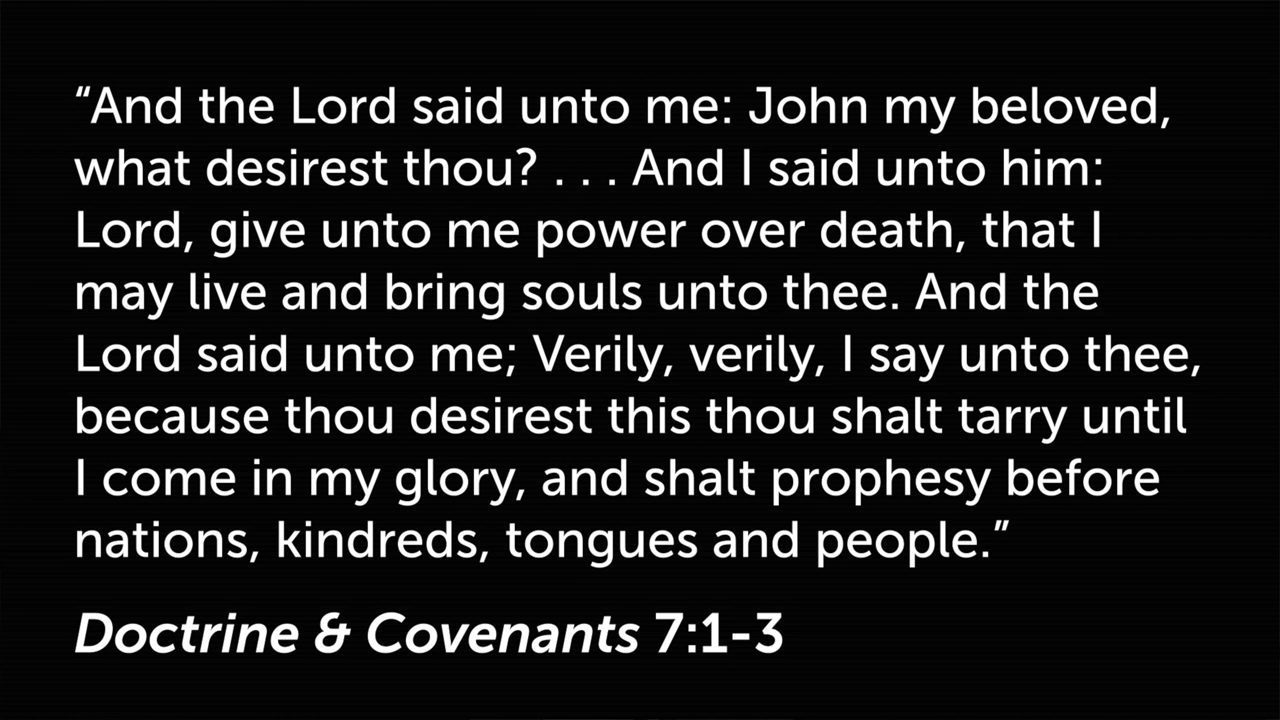 “And the Lord said unto me: John my beloved,
what desirest thou? . . . And I said unto him:
Lord, give unto me power over death, that I
may live and bring souls unto thee. And the
Lord said unto me; Verily, verily, I say unto thee,
because thou desirest this thou shalt tarry until
I come in my glory, and shalt prophesy before
nations, kindreds, tongues and people.”
Doctrine & Covenants 7:1-3